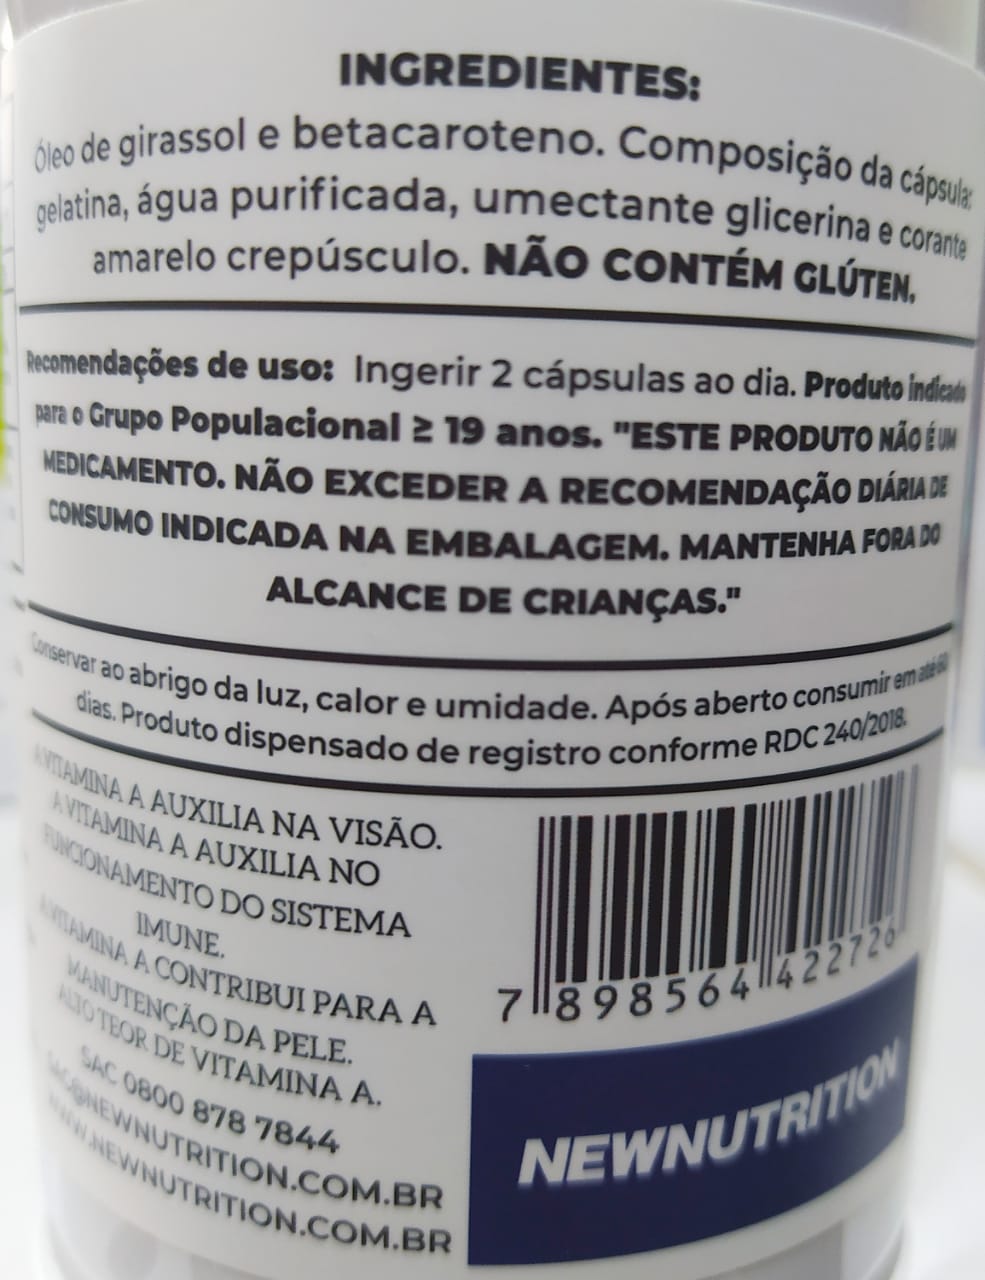 INGREDIENTES:
Óleo de girassol e betacaroteno. Composição da cápsula:
gelatina, água purificada, umectante glicerina e corante
amarelo crepúsculo. NÃO CONTÉM GLÚTEN.
Recomendações de uso: Ingerir 2 cápsulas ao dia. Produto indicado
para o Grupo Populacional ≥ 19 anos. "ESTE PRODUTO NÃO É UM
MEDICAMENTO. NÃO EXCEDER A RECOMENDAÇÃO DIÁRIA DE
CONSUMO INDICADA NA EMBALAGEM. MANTENHA FORA DO
ALCANCE DE CRIANÇAS."
Conservar ao abrigo da luz, calor e umidade. Após aberto consumir em até 60
dias. Produto dispensado de registro conforme RDC 240/2018.
A VITAMINA A AUXILIA NA VISÃO.
A VITAMINA A AUXILIA NO
FUNCIONAMENTO DO SISTEMA
IMUNE.
A VITAMINA A CONTRIBUI PARA A
MANUTENÇÃO DA PELE.
ALTO TEOR DE VITAMINA A.
SAC 0800 878 7844
SAC@NEWNUTRITION.COM.BR
WWW.NEWNUTRITION.COM.BR
7 898564 422726
NEWNUTRITION